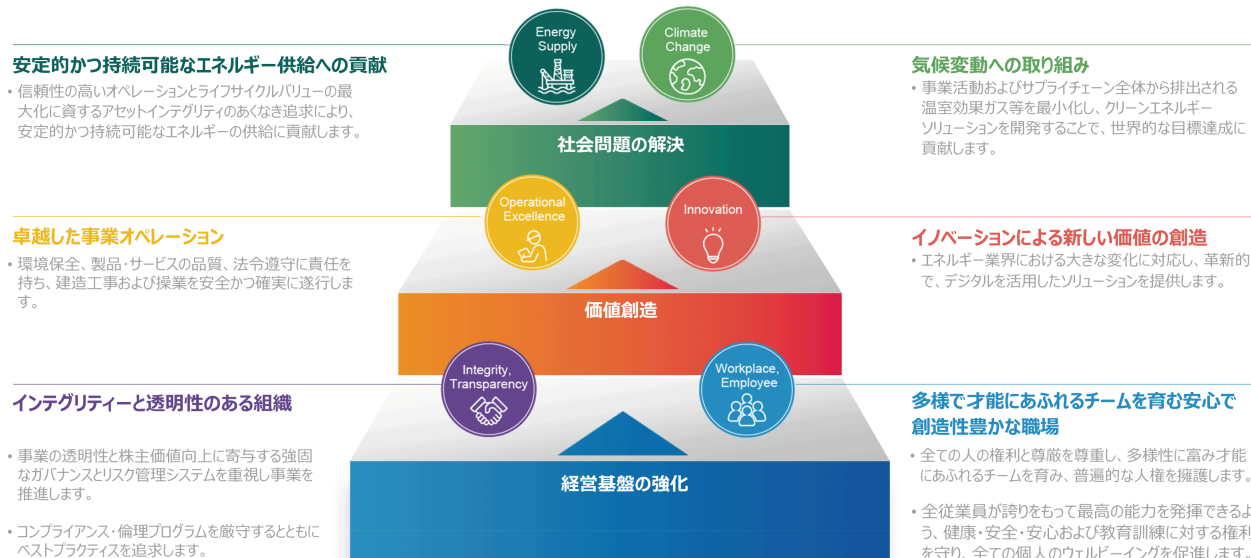 Energy
Supply
Climate
Change
安定的かつ持続可能なエネルギー供給への貢献
• 信頼性の高いオペレーションとライフサイクルバリューの最
大化に資するアセットインテグリティのあくなき追求により、
安定的かつ持続可能なエネルギーの供給に貢献します。
気候変動への取り組み
• 事業活動およびサプライチェーン全体から排出される
温室効果ガス等を最小化し、クリーンエネルギー
ソリューションを開発することで、世界的な目標達成に
貢献します。
社会問題の解決
Operational
Excellence
Innovation
卓越した事業オペレーション
• 環境保全、製品・サービスの品質、法令遵守に責任を
持ち、建造工事および操業を安全かつ確実に遂行しま
す。
イノベーションによる新しい価値の創造
• エネルギー業界における大きな変化に対応し、革新的
で、デジタルを活用したソリューションを提供します。
価値創造
Integrity,
Transparency
Workplace,
Employee
インテグリティーと透明性のある組織
• 事業の透明性と株主価値向上に寄与する強固
なガバナンスとリスク管理システムを重視し事業を
推進します。
• コンプライアンス・倫理プログラムを厳守するとともに
ベストプラクティスを追求します。
多様で才能にあふれるチームを育む安心で
創造性豊かな職場
• 全ての人の権利と尊厳を尊重し、多様性に富み才能
にあふれるチームを育み、普遍的な人権を擁護します。
• 全従業員が誇りをもって最高の能力を発揮できるよ
う、健康・安全・安心および教育訓練に対する権利
を守り、全ての個人のウェルビーイングを促進します。
経営基盤の強化